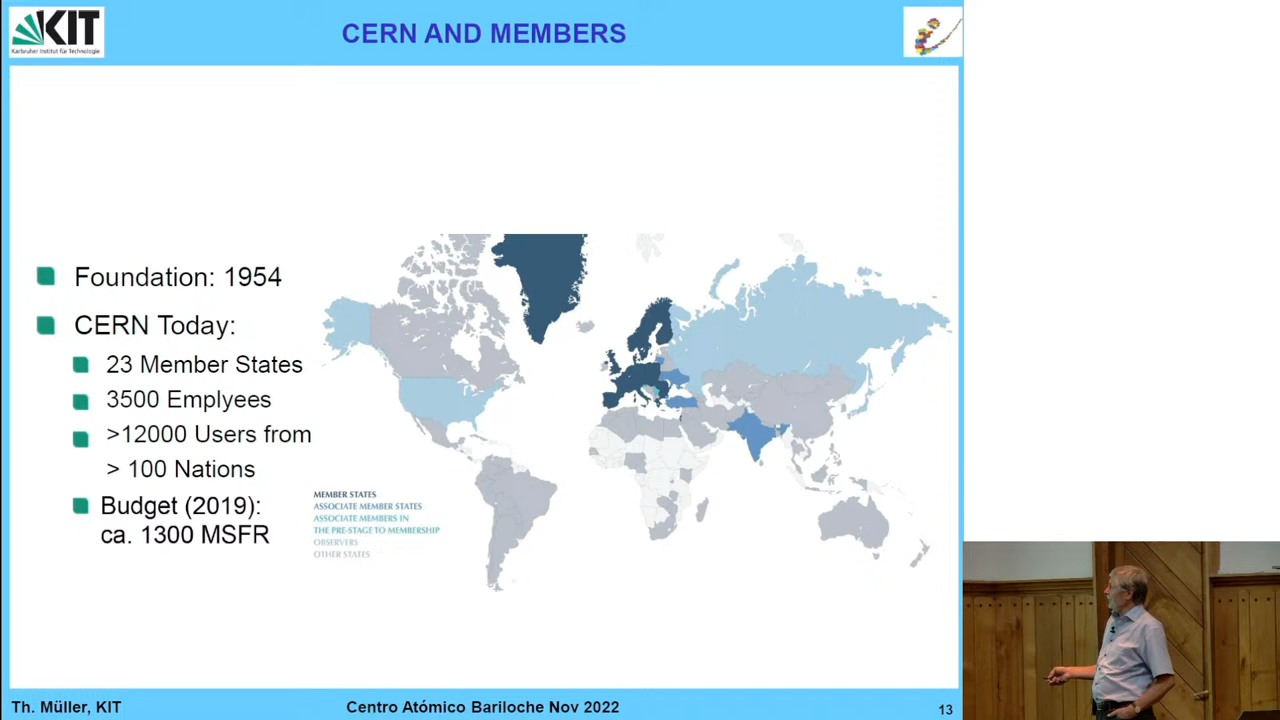 KIT
Karlsruher Institut für Technologie
CERN AND MEMBERS
Foundation: 1954
CERN Today:
23 Member States
3500 Emplyees
>12000 Users from
> 100 Nations
Budget (2019):
ca. 1300 MSFR
MEMBER STATES
ASSOCIATE MEMBER STATES
ASSOCIATE MEMBERS IN
THE PRE-STAGE TO MEMBERSHIP
OBSERVERS
OTHER STATES
Th. Müller, KIT
Centro Atómico Bariloche Nov 2022
13